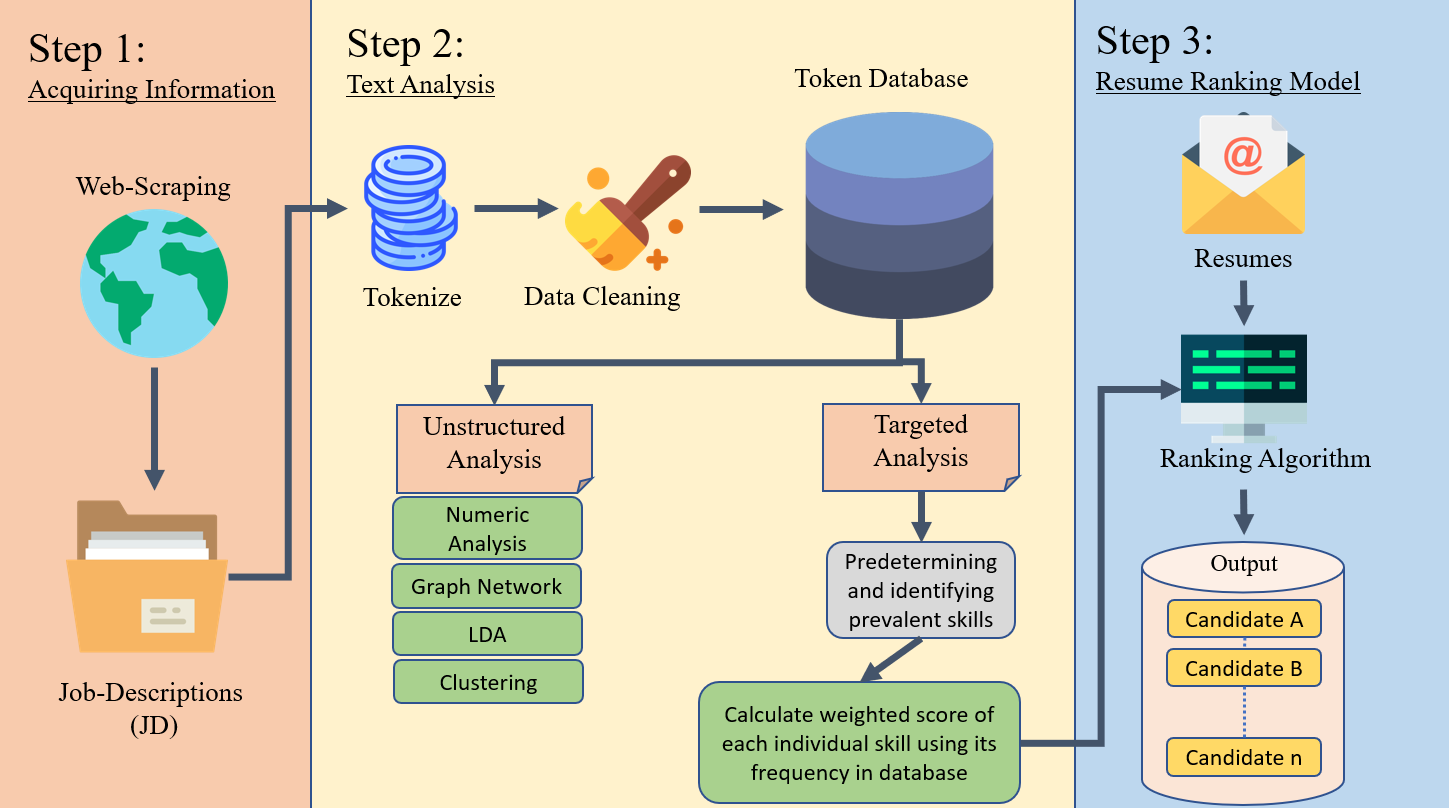 Step 1:
Acquiring Information
Web-Scraping
Job-Descriptions
(JD)
Step 2:
Text Analysis
Tokenize
Data Cleaning
Token Database
Unstructured
Analysis
Numeric
Analysis
Graph Network
LDA
Clustering
Targeted
Analysis
Predetermining
and identifying
prevalent skills
Calculate weighted score of
each individual skill using its
frequency in database
Step 3:
Resume Ranking Model
@
Resumes
Ranking Algorithm
Output
Candidate A
Candidate B
Candidate n